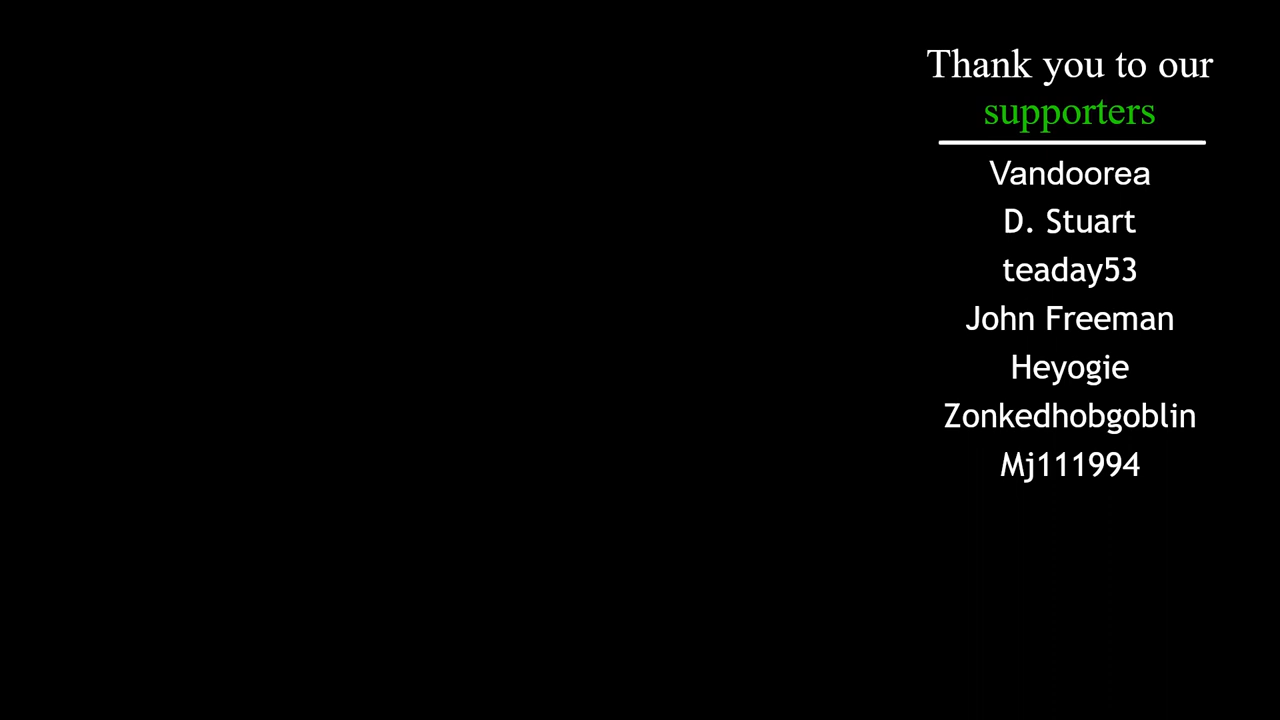 Thank you to our
supporters
Vandoorea
D. Stuart
teaday53
John Freeman
Heyogie
Zonkedhobgoblin
Mj111994